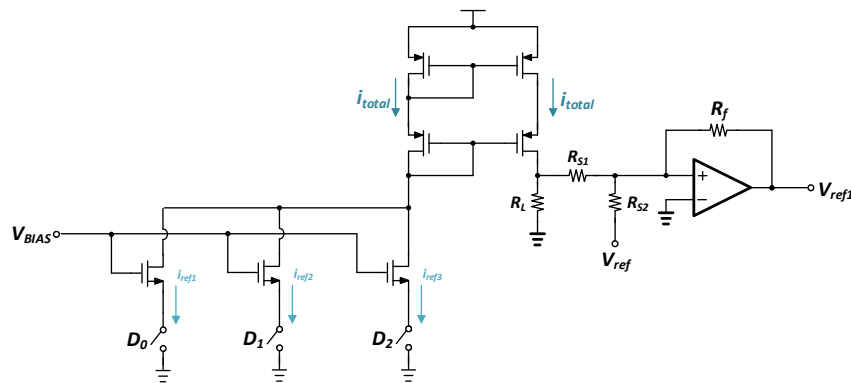 i_total
i_total
R_f
R_S1
+
R_L
R_S2
−
V_ref1
V_BIAS
V_ref
i_ref1
i_ref2
i_ref3
D_0
D_1
D_2